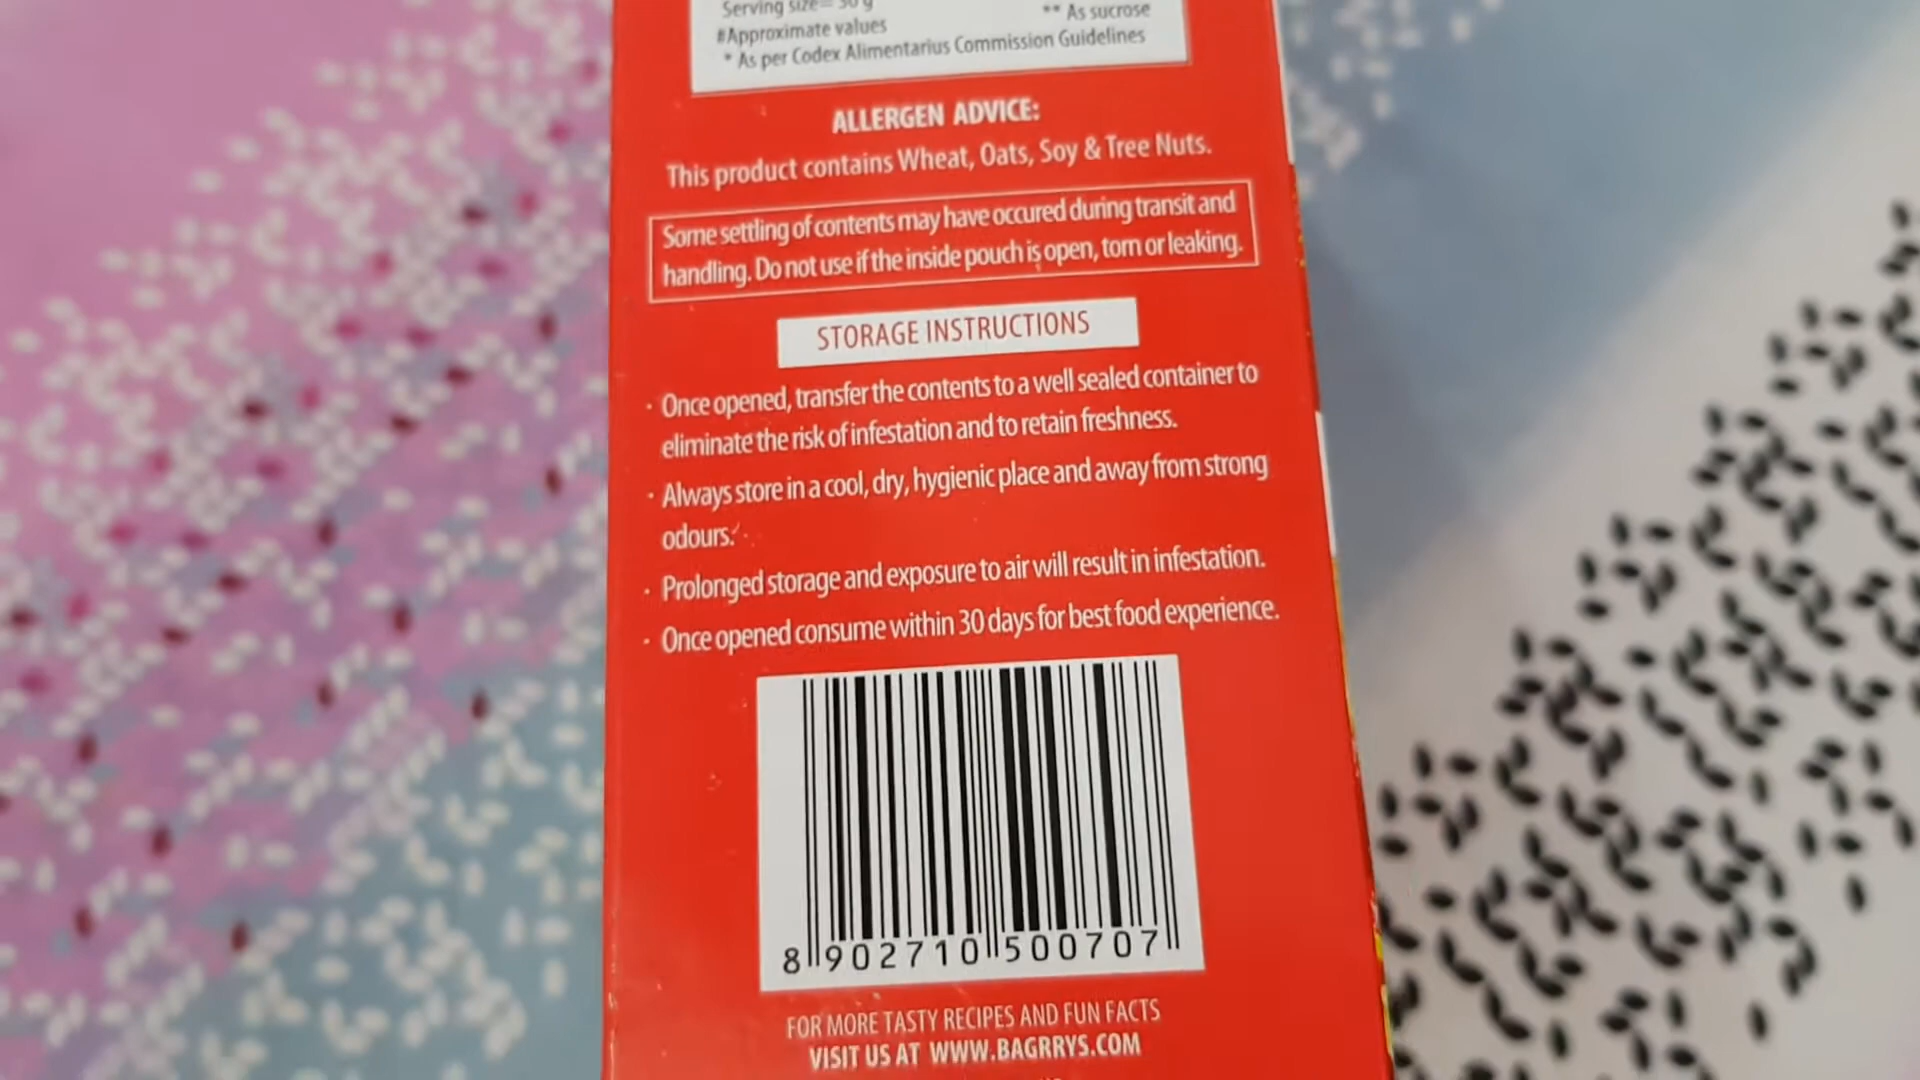 Serving size= 30 g
** As sucrose
#Approximate values
* As per Codex Alimentarius Commission Guidelines
ALLERGEN ADVICE:
This product contains Wheat, Oats, Soy & Tree Nuts.
Some settling of contents may have occured during transit and
handling. Do not use if the inside pouch is open, torn or leaking.
STORAGE INSTRUCTIONS
· Once opened, transfer the contents to a well sealed container to
eliminate the risk of infestation and to retain freshness.
· Always store in a cool, dry, hygienic place and away from strong
odours.
· Prolonged storage and exposure to air will result in infestation.
· Once opened consume within 30 days for best food experience.
8 902710 500707
FOR MORE TASTY RECIPES AND FUN FACTS
VISIT US AT WWW.BAGRRYS.COM